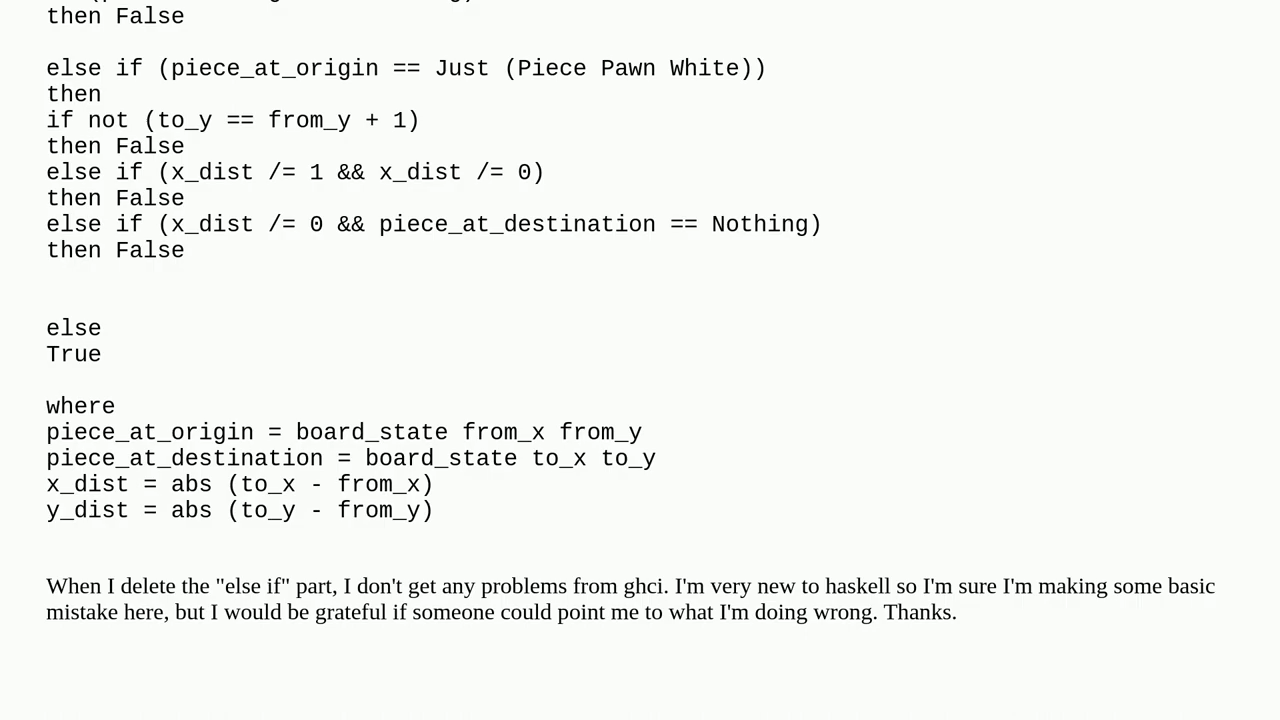 then False
else if (piece_at_origin == Just (Piece Pawn White))
then
if not (to_y == from_y + 1)
then False
else if (x_dist /= 1 && x_dist /= 0)
then False
else if (x_dist /= 0 && piece_at_destination == Nothing)
then False
else
True
where
piece_at_origin = board_state from_x from_y
piece_at_destination = board_state to_x to_y
x_dist = abs (to_x - from_x)
y_dist = abs (to_y - from_y)
When I delete the "else if" part, I don't get any problems from ghci. I'm very new to haskell so I'm sure I'm making some basic
mistake here, but I would be grateful if someone could point me to what I'm doing wrong. Thanks.